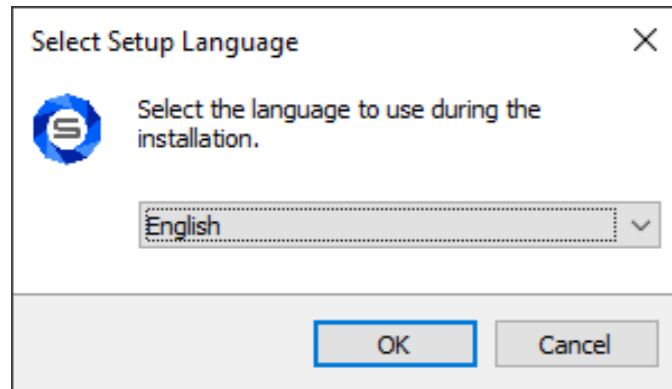 Select Setup Language
Select the language to use during the
installation.
S
English
OK
Cancel